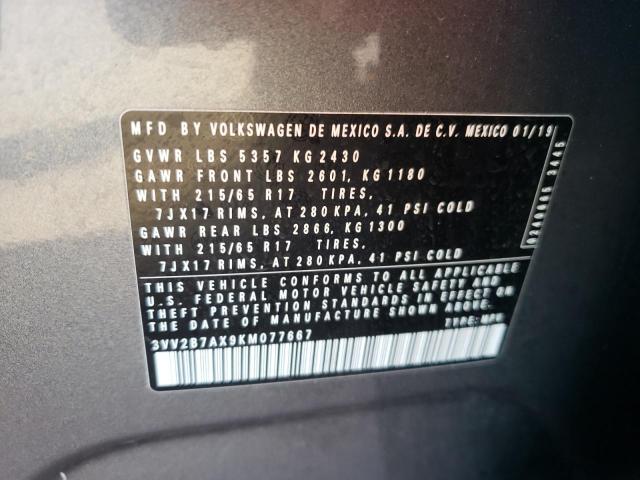 MFD BY VOLKSWAGEN DE MEXICO S.A. DE C.V. MEXICO 01/19
GVWR LBS 5357 KG 2430
GAWR FRONT LBS 2601, KG 1180
WITH 215/65 R17 TIRES,
7JX17 RIMS, AT 280 KPA, 41 PSI COLD
GAWR REAR LBS 2866, KG 1300
WITH 215/65 R17 TIRES,
7JX17 RIMS, AT 280 KPA, 41 PSI COLD
THIS VEHICLE CONFORMS TO ALL APPLICABLE
U.S. FEDERAL MOTOR VEHICLE SAFETY AND
THEFT PREVENTION STANDARDS IN EFFECT ON
THE DATE OF MANUFACTURE SHOWN ABOVE.
3VV2B7AX9KM077667
TYPE:
3445